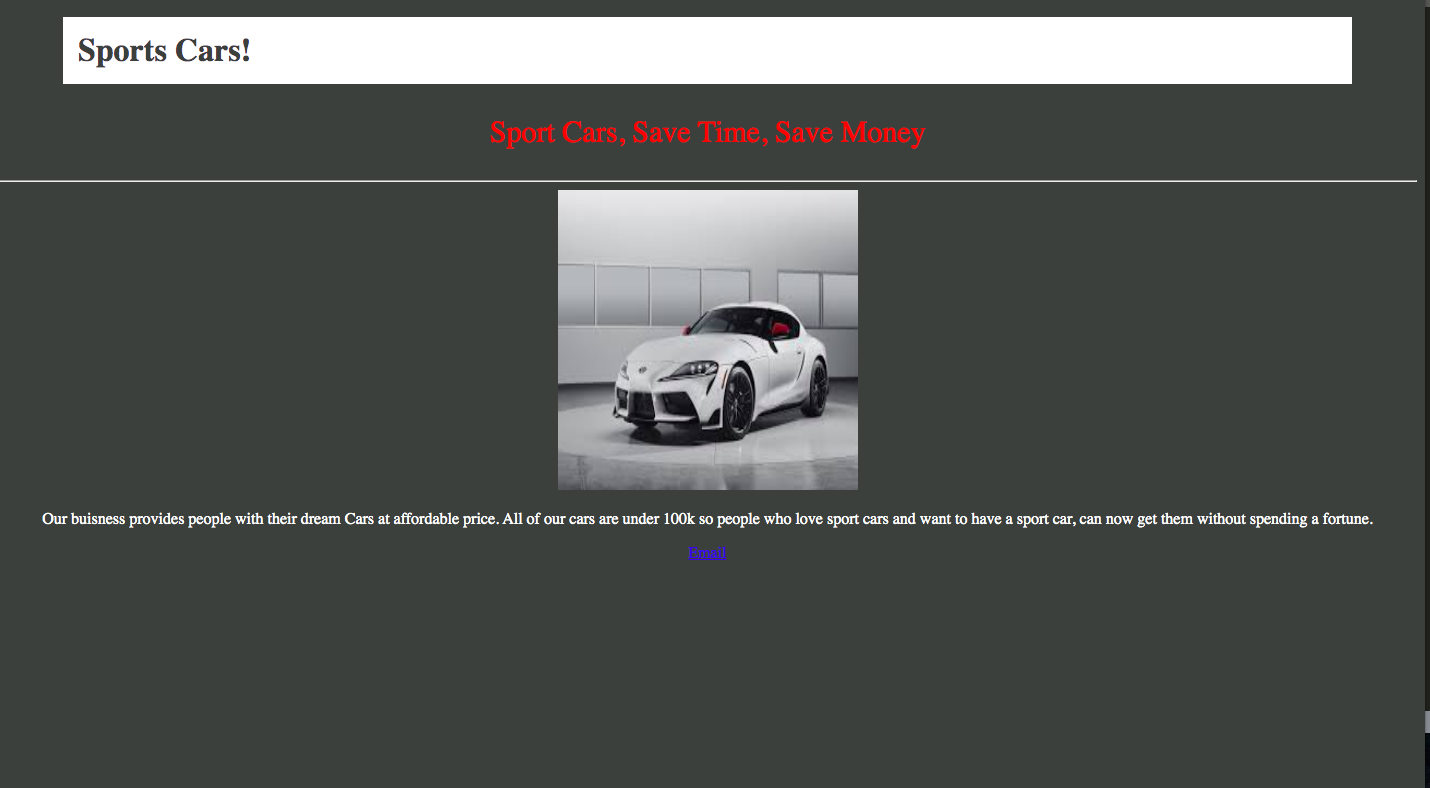 Sports Cars!
Sport Cars, Save Time, Save Money
Our buisness provides people with their dream Cars at affordable price. All of our cars are under 100k so people who love sport cars and want to have a sport car, can now get them without spending a fortune.
Email